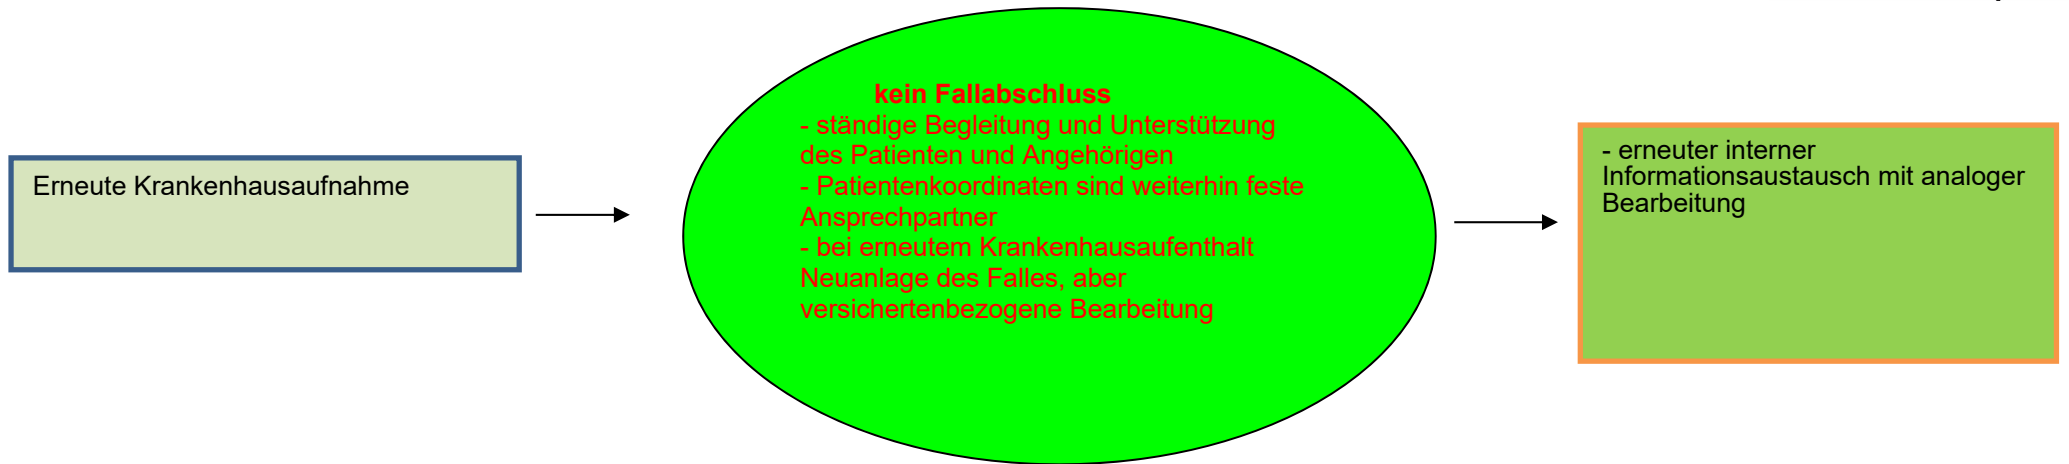 Erneute Krankenhausaufnahme
kein Fallabschluss
- ständige Begleitung und Unterstützung
des Patienten und Angehörigen
- Patientenkoordinaten sind weiterhin feste
Ansprechpartner
- bei erneutem Krankenhausaufenthalt
Neuanlage des Falles, aber
versichertenbezogene Bearbeitung
- erneuter interner
Informationsaustausch mit analoger
Bearbeitung